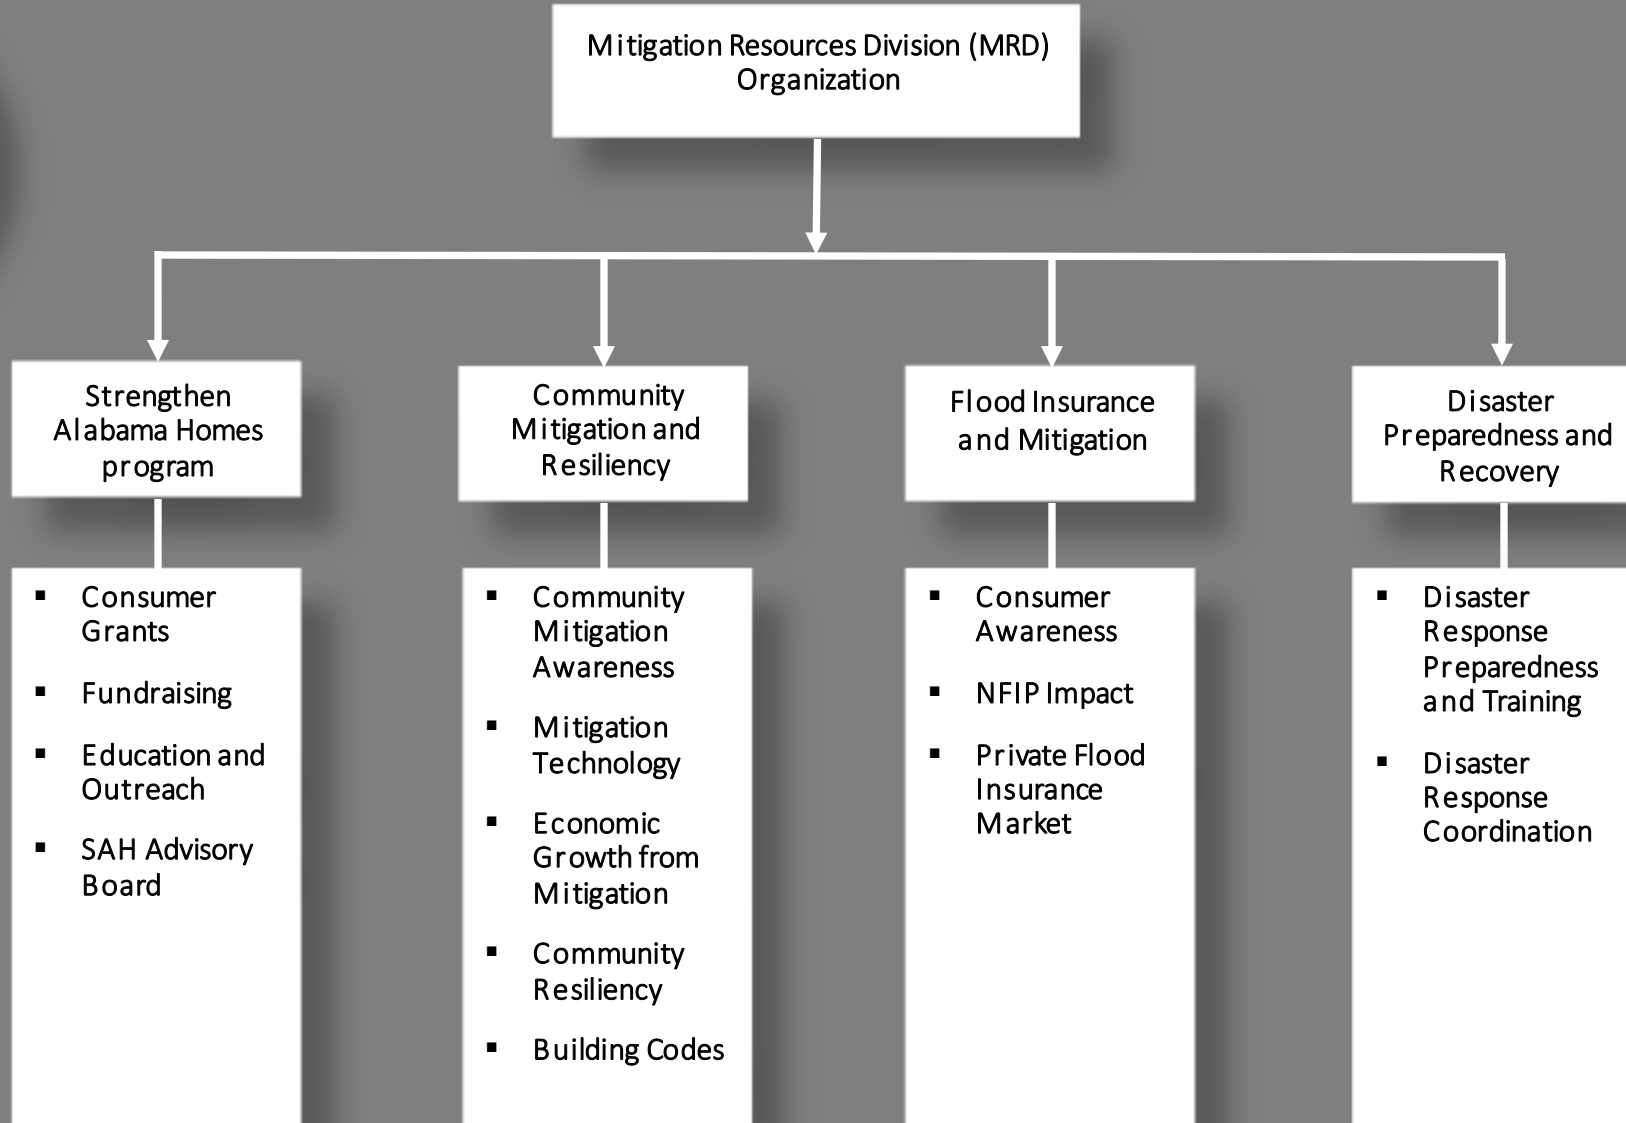 Mitigation Resources Division (MRD)
Organization
Strengthen
Alabama Homes
program
▪ Consumer
Grants
▪ Fundraising
▪ Education and
Outreach
▪ SAH Advisory
Board
Community
Mitigation and
Resiliency
▪ Community
Mitigation
Awareness
▪ Mitigation
Technology
▪ Economic
Growth from
Mitigation
▪ Community
Resiliency
▪ Building Codes
Flood Insurance
and Mitigation
▪ Consumer
Awareness
▪ NFIP Impact
▪ Private Flood
Insurance
Market
Disaster
Preparedness and
Recovery
▪ Disaster
Response
Preparedness
and Training
▪ Disaster
Response
Coordination